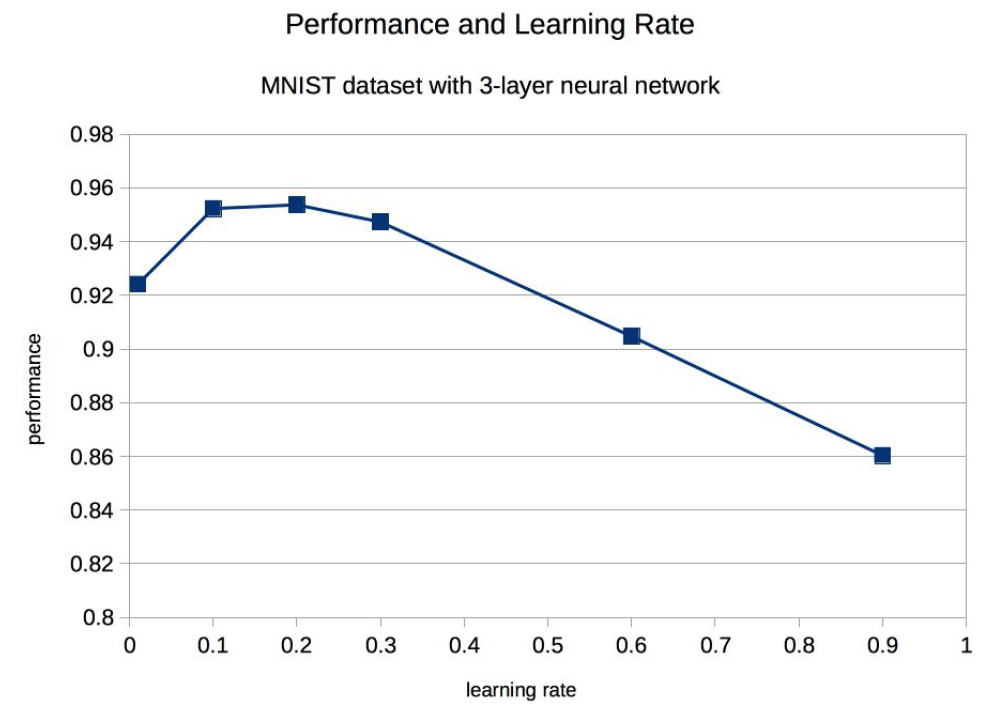 Performance and Learning Rate
MNIST dataset with 3-layer neural network
0.98
0.96
0.94
0.92
0.9
0.88
0.86
0.84
0.82
0.8
performance
0 0.1 0.2 0.3 0.4 0.5 0.6 0.7 0.8 0.9 1
learning rate